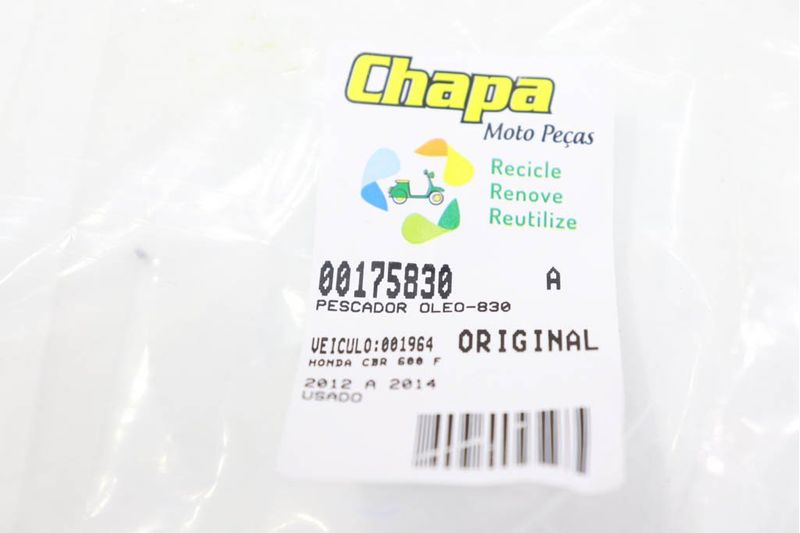 Chapa
Moto Peças
Recicle
Renove
Reutilize
00175830 A
PESCADOR OLEO-830
VEICULO:001964 ORIGINAL
HONDA CBR 600 F
2012 A 2014
USADO